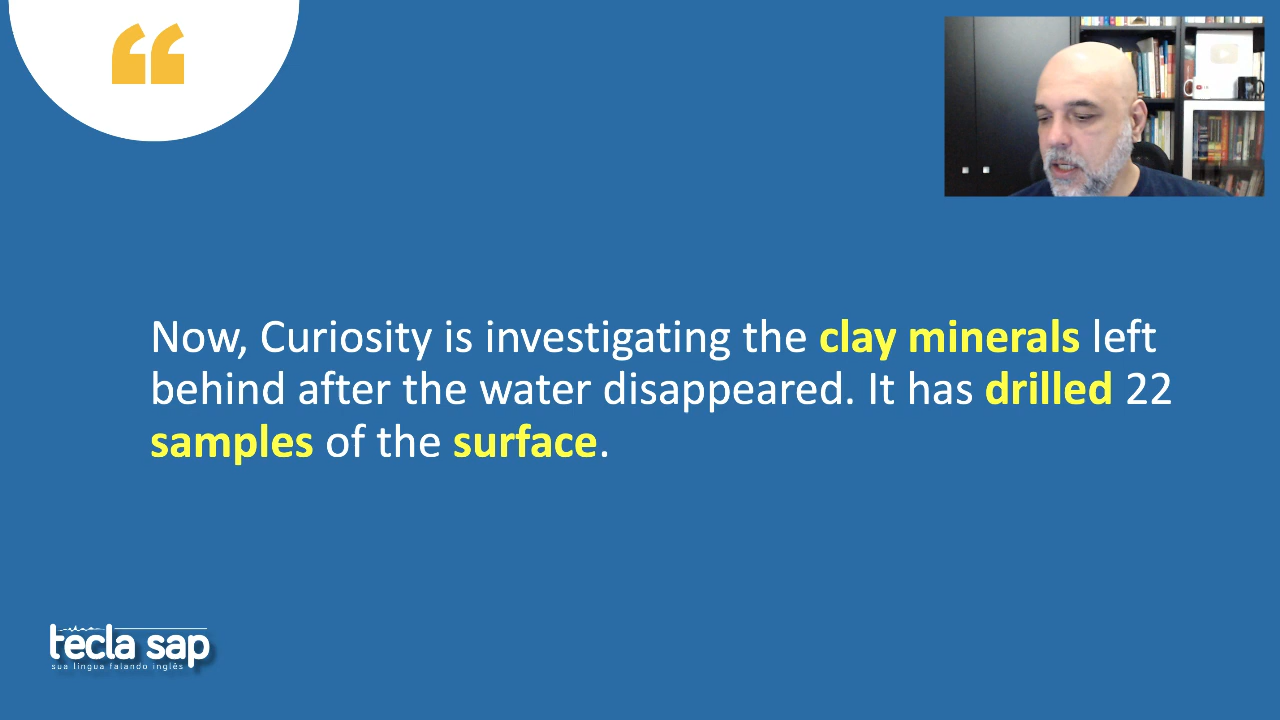 “
Now, Curiosity is investigating the clay minerals left
behind after the water disappeared. It has drilled 22
samples of the surface.
tecla sap
sua língua falando inglês